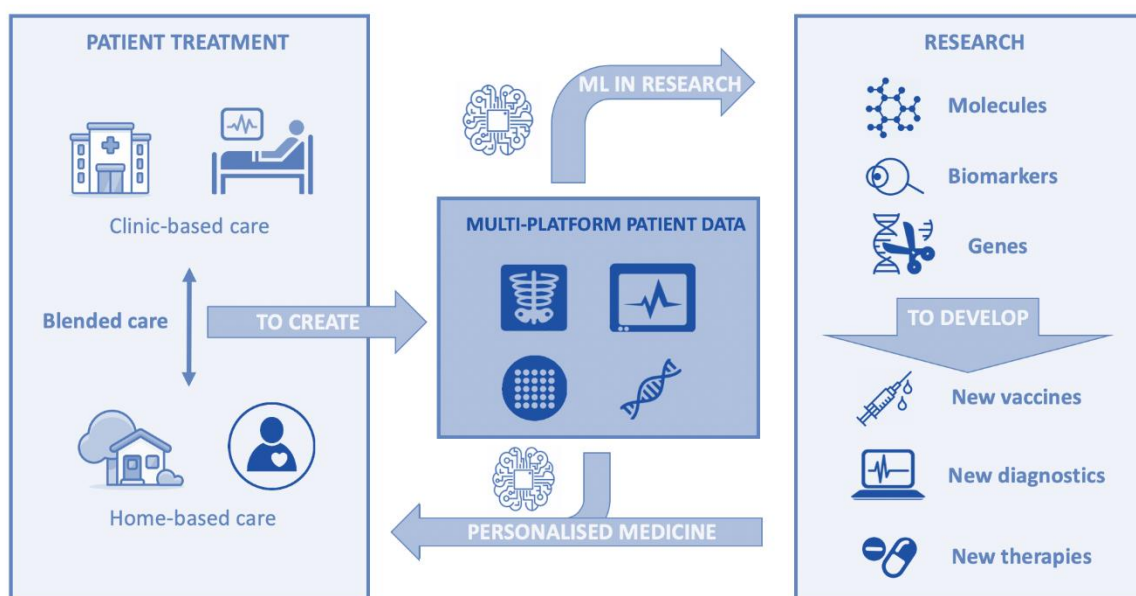 PATIENT TREATMENT
Clinic-based care
Blended care
Home-based care
TO CREATE
MULTI-PLATFORM PATIENT DATA
ML IN RESEARCH
PERSONALISED MEDICINE
RESEARCH
Molecules
Biomarkers
Genes
TO DEVELOP
New vaccines
New diagnostics
New therapies